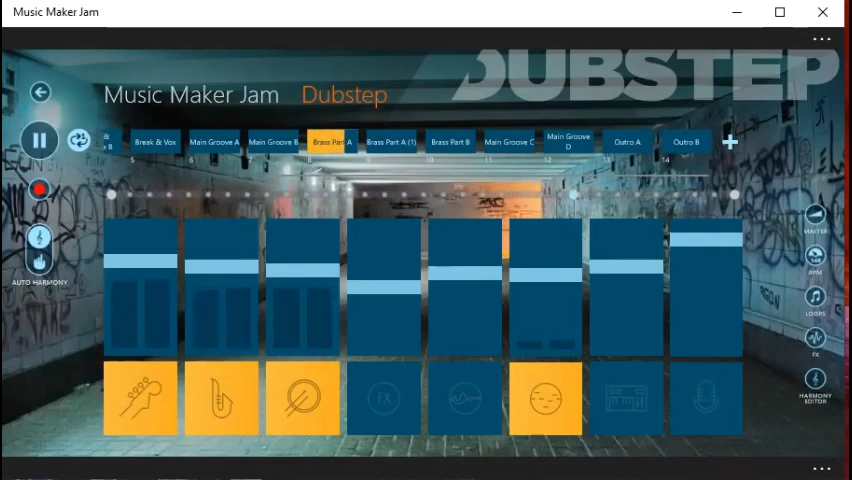 Music Maker Jam
DUBSTEP
Music Maker Jam Dubstep
&
e B
Break & Vox
Main Groove A
Main Groove B
Brass Part A
Brass Part A (1)
Brass Part B
Main Groove C
Main Groove
D
Outro A
Outro B
5 6 7 8 9 10 11 12 13 14
MASTER
BPM
LOOPS
FX
HARMONY
EDITOR
AUTO HARMONY
FX